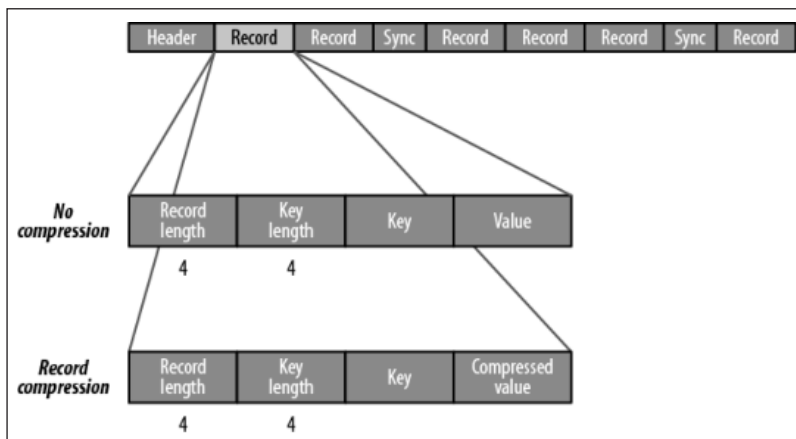 Header Record Record Sync Record Record Record Sync Record
No compression
Record length Key length Key Value
4 4
Record compression
Record length Key length Key Compressed value
4 4